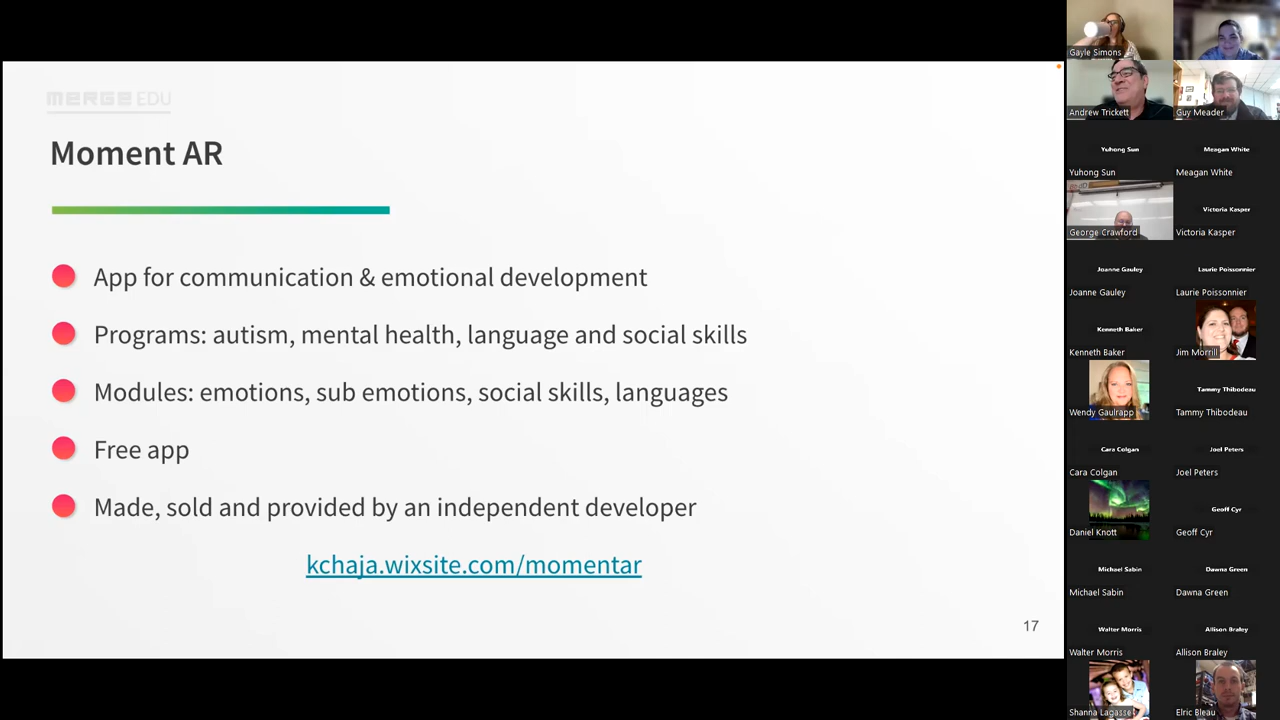 MERGE EDU
Moment AR
App for communication & emotional development
Programs: autism, mental health, language and social skills
Modules: emotions, sub emotions, social skills, languages
Free app
Made, sold and provided by an independent developer
kchaja.wixsite.com/momentar
17
Gayle Simons
Andrew Trickett
Guy Meader
Yuhong Sun
Yuhong Sun
Meagan White
Meagan White
George Crawford
Victoria Kasper
Victoria Kasper
Joanne Gauley
Joanne Gauley
Laurie Poissonnier
Laurie Poissonnier
Kenneth Baker
Kenneth Baker
Jim Morrill
Wendy Gaulrapp
Tammy Thibodeau
Tammy Thibodeau
Cara Colgan
Cara Colgan
Joel Peters
Joel Peters
Daniel Knott
Geoff Cyr
Geoff Cyr
Michael Sabin
Michael Sabin
Dawna Green
Dawna Green
Walter Morris
Walter Morris
Allison Braley
Allison Braley
Shanna Lagasse
Elric Bleau